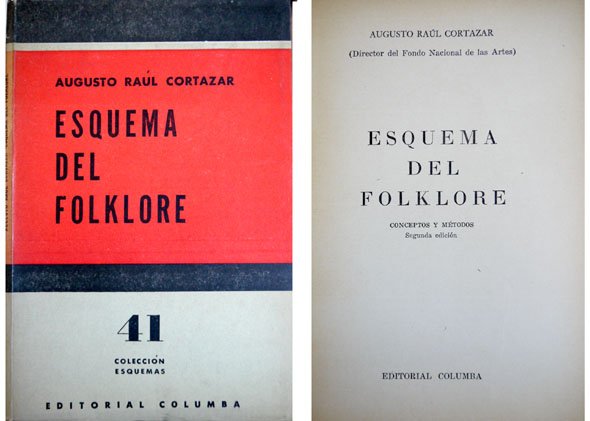 AUGUSTO RAÚL CORTAZAR
ESQUEMA
DEL
FOLKLORE
41
COLECCIÓN
ESQUEMAS
EDITORIAL COLUMBA
AUGUSTO RAÚL CORTAZAR
(Director del Fondo Nacional de las Artes)
ESQUEMA
DEL
FOLKLORE
CONCEPTOS Y MÉTODOS
Segunda edición
EDITORIAL COLUMBA